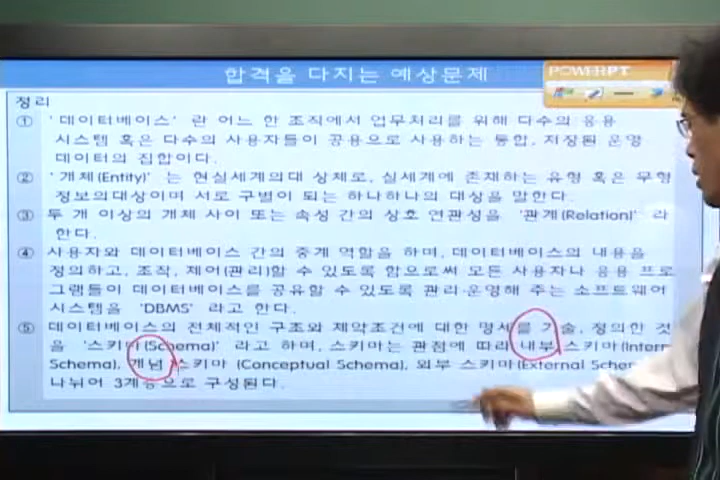 합격을 다지는 예상문제
POWERPT
정리
① '데이터베이스' 란 어느 한 조직에서 업무처리를 위해 다수의 응용
시스템 혹은 다수의 사용자들이 공용으로 사용하는 통합, 저장된 운영
데이터의 집합이다.
② '개체(Entity)' 는 현실세계의대 상체로, 실세계에 존재하는 유형 혹은 무형
정보의대상이며 서로 구별이 되는 하나하나의 대상을 말한다.
③ 두 개 이상의 개체 사이 또는 속성 간의 상호 연관성을 '관계(Relation)' 라
한다.
④ 사용자와 데이터베이스 간의 중계 역할을 하며, 데이터베이스의 내용을
정의하고, 조작, 제어(관리)할 수 있도록 함으로써 모든 사용자나 응용 프로
그램들이 데이터베이스를 공유할 수 있도록 관리·운영해 주는 소프트웨어
시스템을 'DBMS' 라고 한다.
⑤ 데이터베이스의 전체적인 구조와 제약조건에 대한 명세를 기술, 정의한 것
을 '스키마(Schema)' 라고 하며, 스키마는 관점에 따라 내부 스키마(Intern
Schema), 개념 스키마 (Conceptual Schema), 외부 스키마(External Schem
나뉘어 3계층으로 구성된다.